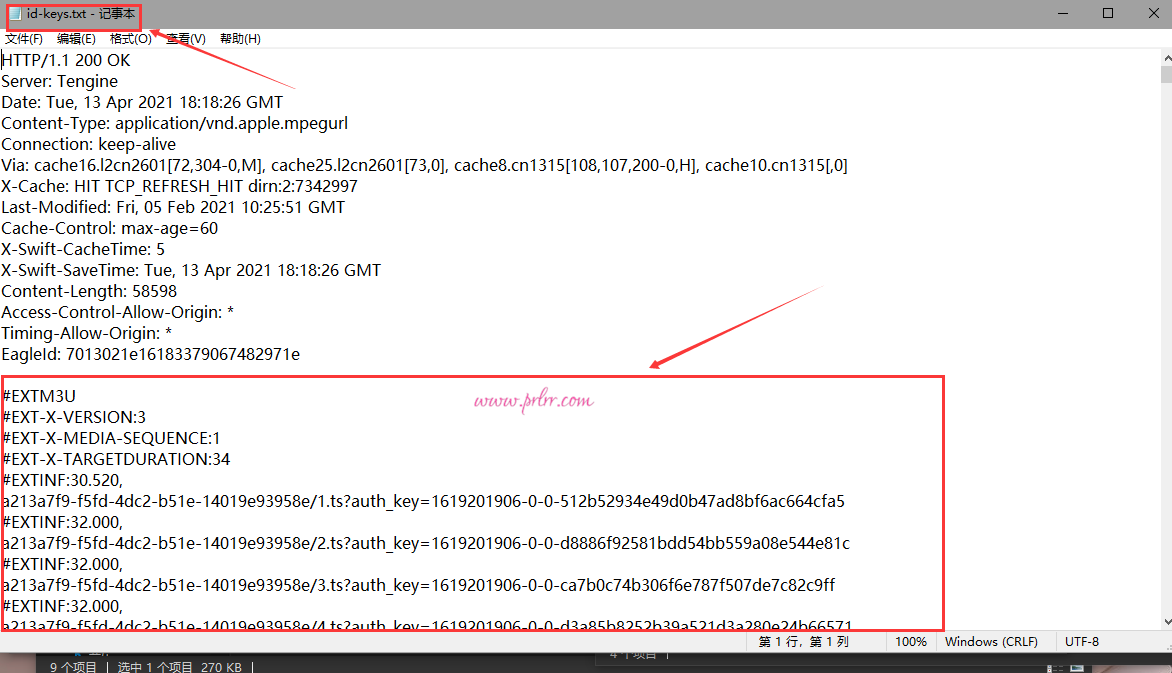 id-keys.txt - 记事本
文件(F) 编辑(E) 格式(O) 查看(V) 帮助(H)
HTTP/1.1 200 OK
Server: Tengine
Date: Tue, 13 Apr 2021 18:18:26 GMT
Content-Type: application/vnd.apple.mpegurl
Connection: keep-alive
Via: cache16.l2cn2601[72,304-0,M], cache25.l2cn2601[73,0], cache8.cn1315[108,107,200-0,H], cache10.cn1315[,0]
X-Cache: HIT TCP_REFRESH_HIT dirn:2:7342997
Last-Modified: Fri, 05 Feb 2021 10:25:51 GMT
Cache-Control: max-age=60
X-Swift-CacheTime: 5
X-Swift-SaveTime: Tue, 13 Apr 2021 18:18:26 GMT
Content-Length: 58598
Access-Control-Allow-Origin: *
Timing-Allow-Origin: *
EagleId: 7013021e16183379067482971e
#EXTM3U
www.prlrr.com
#EXT-X-VERSION:3
#EXT-X-MEDIA-SEQUENCE:1
#EXT-X-TARGETDURATION:34
#EXTINF:30.520,
a213a7f9-f5fd-4dc2-b51e-14019e93958e/1.ts?auth_key=1619201906-0-0-512b52934e49d0b47ad8bf6ac664cfa5
#EXTINF:32.000,
a213a7f9-f5fd-4dc2-b51e-14019e93958e/2.ts?auth_key=1619201906-0-0-d8886f92581bdd54bb559a08e544e81c
#EXTINF:32.000,
a213a7f9-f5fd-4dc2-b51e-14019e93958e/3.ts?auth_key=1619201906-0-0-ca7b0c74b306f6e787f507de7c82c9ff
#EXTINF:32.000,
a213a7f9-f5fd-4dc2-b51e-14019e93958e/4.ts?auth_key=1619201906-0-0-d3a85b8252b39a521d3a280e24b66571
第 1 行，第 1 列 100% Windows (CRLF) UTF-8
9 个项目 选中 1 个项目 270 KB